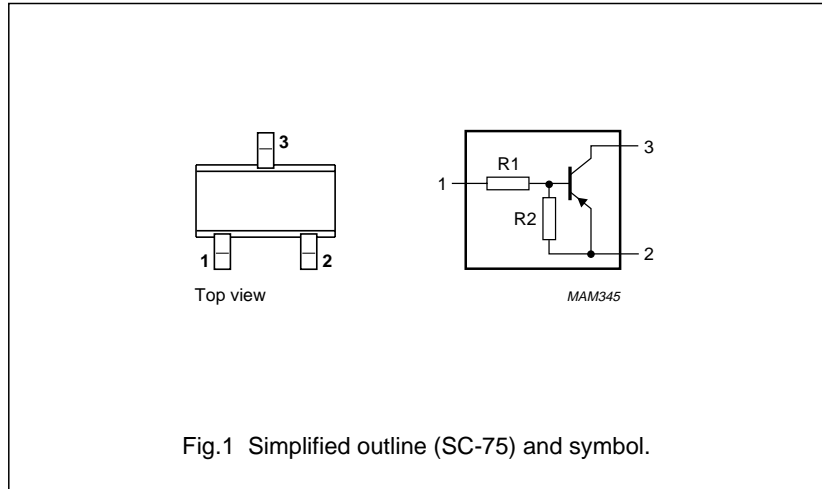 3
1
2
Top view
R1
R2
1
3
2
MAM345
Fig.1 Simplified outline (SC-75) and symbol.